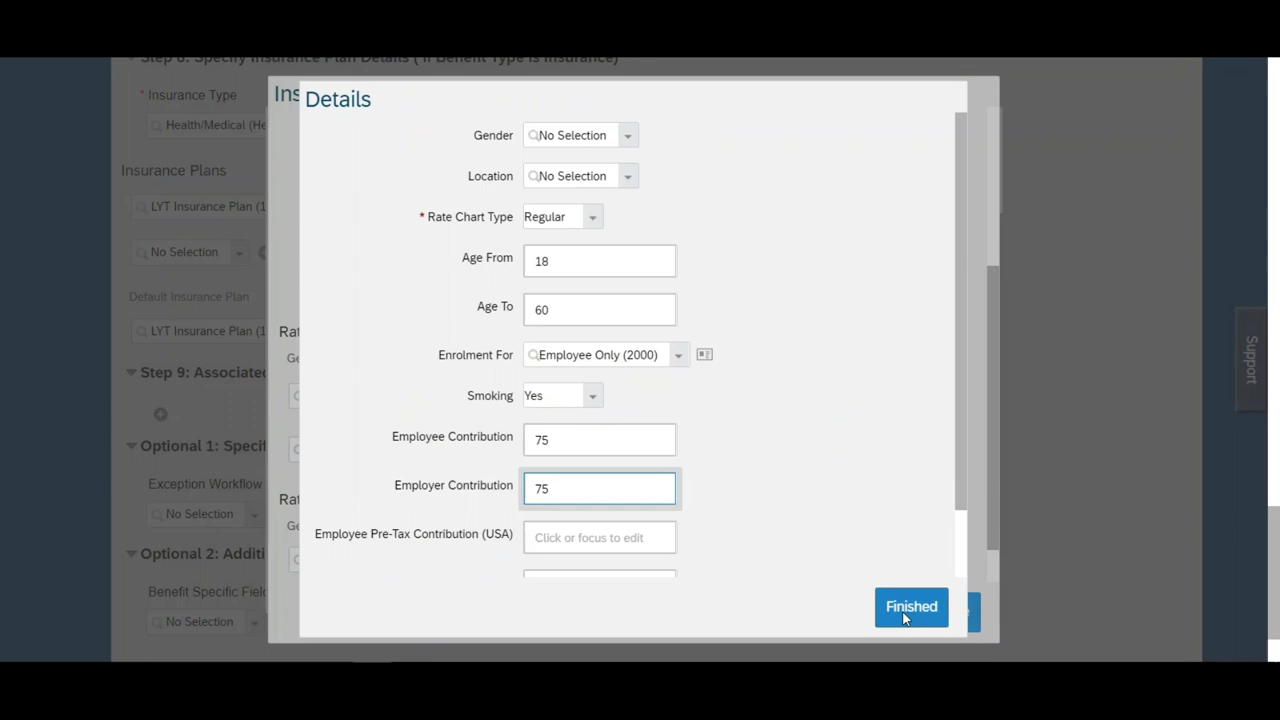 Step 8: Specify Insurance Plan Details ( if Benefit Type is Insurance)
* Insurance Type
Health/Medical (He
Insurance Plans
LYT Insurance Plan (1
No Selection
Default Insurance Plan
LYT Insurance Plan (1
Step 9: Associated
Optional 1: Specif
Exception Workflow
No Selection
Optional 2: Additi
Benefit Specific Field
No Selection
Ins
Rat
Ge
Rat
Ge
Details
Gender No Selection
Location No Selection
* Rate Chart Type Regular
Age From 18
Age To 60
Enrolment For Employee Only (2000)
Smoking Yes
Employee Contribution 75
Employer Contribution 75
Employee Pre-Tax Contribution (USA) Click or focus to edit
Finished
Support